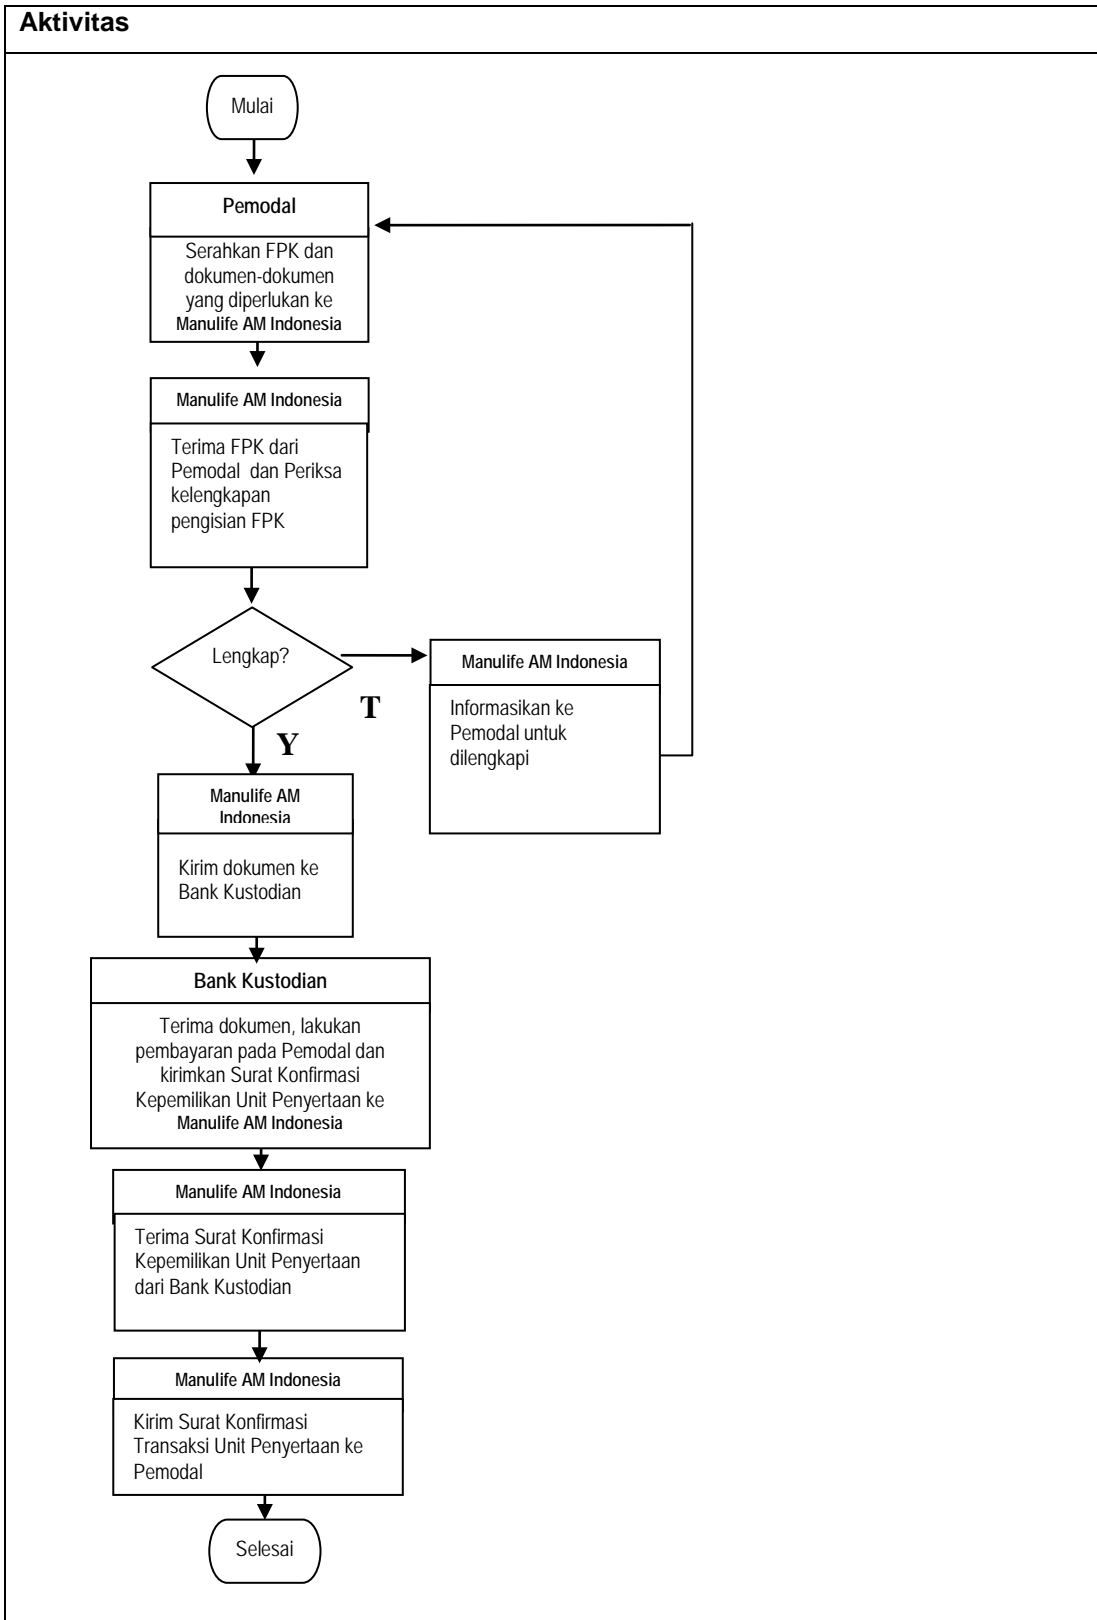 Aktivitas
Mulai
Pemodal
Serahkan FPK dan
dokumen-dokumen
yang diperlukan ke
Manulife AM Indonesia
Manulife AM Indonesia
Terima FPK dari
Pemodal dan Periksa
kelengkapan
pengisian FPK
Lengkap?
T
Manulife AM Indonesia
Informasikan ke
Pemodal untuk
dilengkapi
Y
Manulife AM
Indonesia
Kirim dokumen ke
Bank Kustodian
Bank Kustodian
Terima dokumen, lakukan
pembayaran pada Pemodal dan
kirimkan Surat Konfirmasi
Kepemilikan Unit Penyertaan ke
Manulife AM Indonesia
Manulife AM Indonesia
Terima Surat Konfirmasi
Kepemilikan Unit Penyertaan
dari Bank Kustodian
Manulife AM Indonesia
Kirim Surat Konfirmasi
Transaksi Unit Penyertaan ke
Pemodal
Selesai